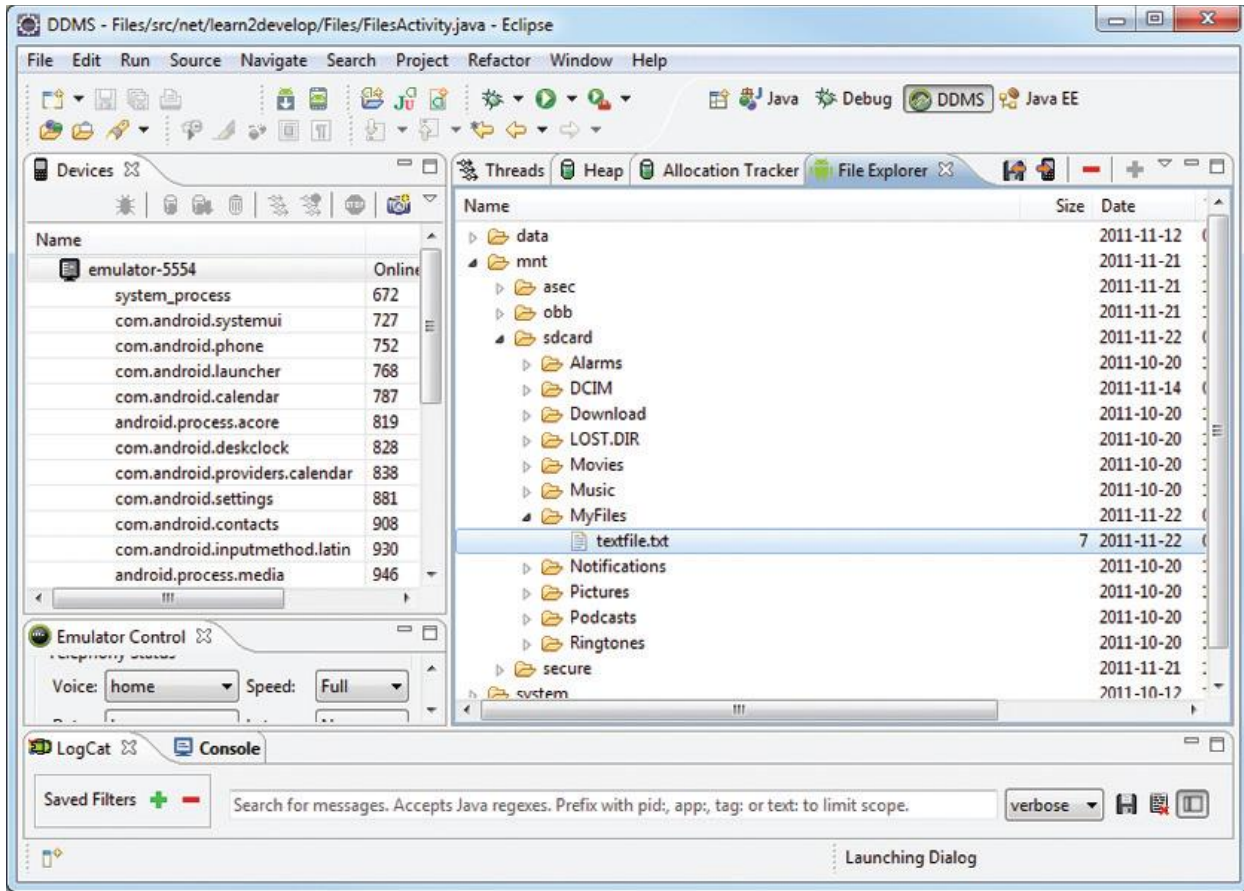 DDMS - Files/src/net/learn2develop/Files/FilesActivity.java - Eclipse
File Edit Run Source Navigate Search Project Refactor Window Help
Java Debug DDMS Java EE
Devices
Name
emulator-5554 Online
system_process 672
com.android.systemui 727
com.android.phone 752
com.android.launcher 768
com.android.calendar 787
android.process.acore 819
com.android.deskclock 828
com.android.providers.calendar 838
com.android.settings 881
com.android.contacts 908
com.android.inputmethod.latin 930
android.process.media 946
Emulator Control
Telephony Status
Voice: home Speed: Full
Threads Heap Allocation Tracker File Explorer
Name Size Date
data 2011-11-12
mnt 2011-11-21
asec 2011-11-21
obb 2011-11-21
sdcard 2011-11-22
Alarms 2011-10-20
DCIM 2011-11-14
Download 2011-10-20
LOST.DIR 2011-10-20
Movies 2011-10-20
Music 2011-10-20
MyFiles 2011-11-22
textfile.txt 7 2011-11-22
Notifications 2011-10-20
Pictures 2011-10-20
Podcasts 2011-10-20
Ringtones 2011-10-20
secure 2011-11-21
system 2011-10-12
LogCat Console
Saved Filters Search for messages. Accepts Java regexes. Prefix with pid:, app:, tag: or text: to limit scope. verbose
Launching Dialog